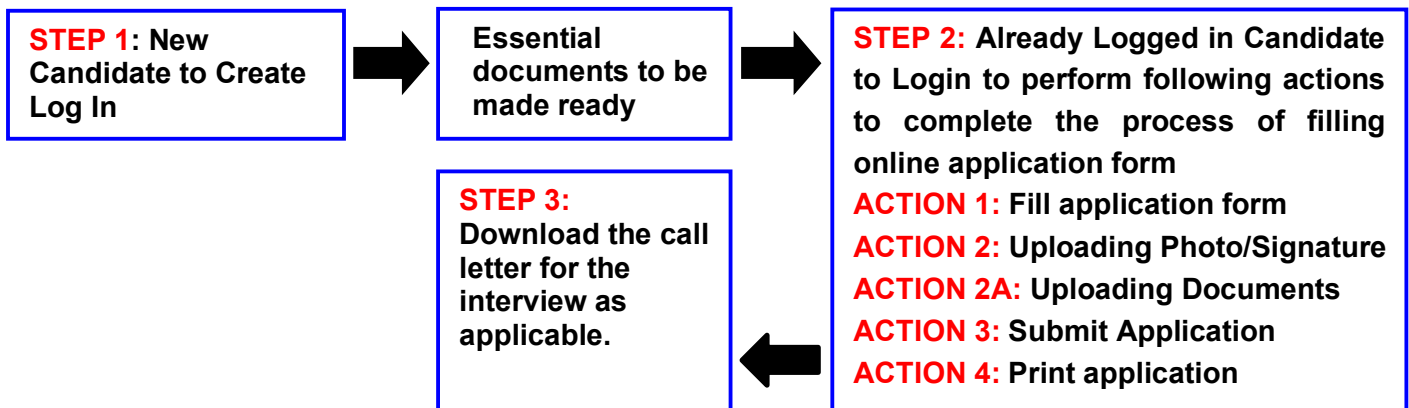 STEP 1: New
Candidate to Create
Log In
Essential
documents to be
made ready
STEP 2: Already Logged in Candidate
to Login to perform following actions
to complete the process of filling
online application form
ACTION 1: Fill application form
ACTION 2: Uploading Photo/Signature
ACTION 2A: Uploading Documents
ACTION 3: Submit Application
ACTION 4: Print application
STEP 3:
Download the call
letter for the
interview as
applicable.